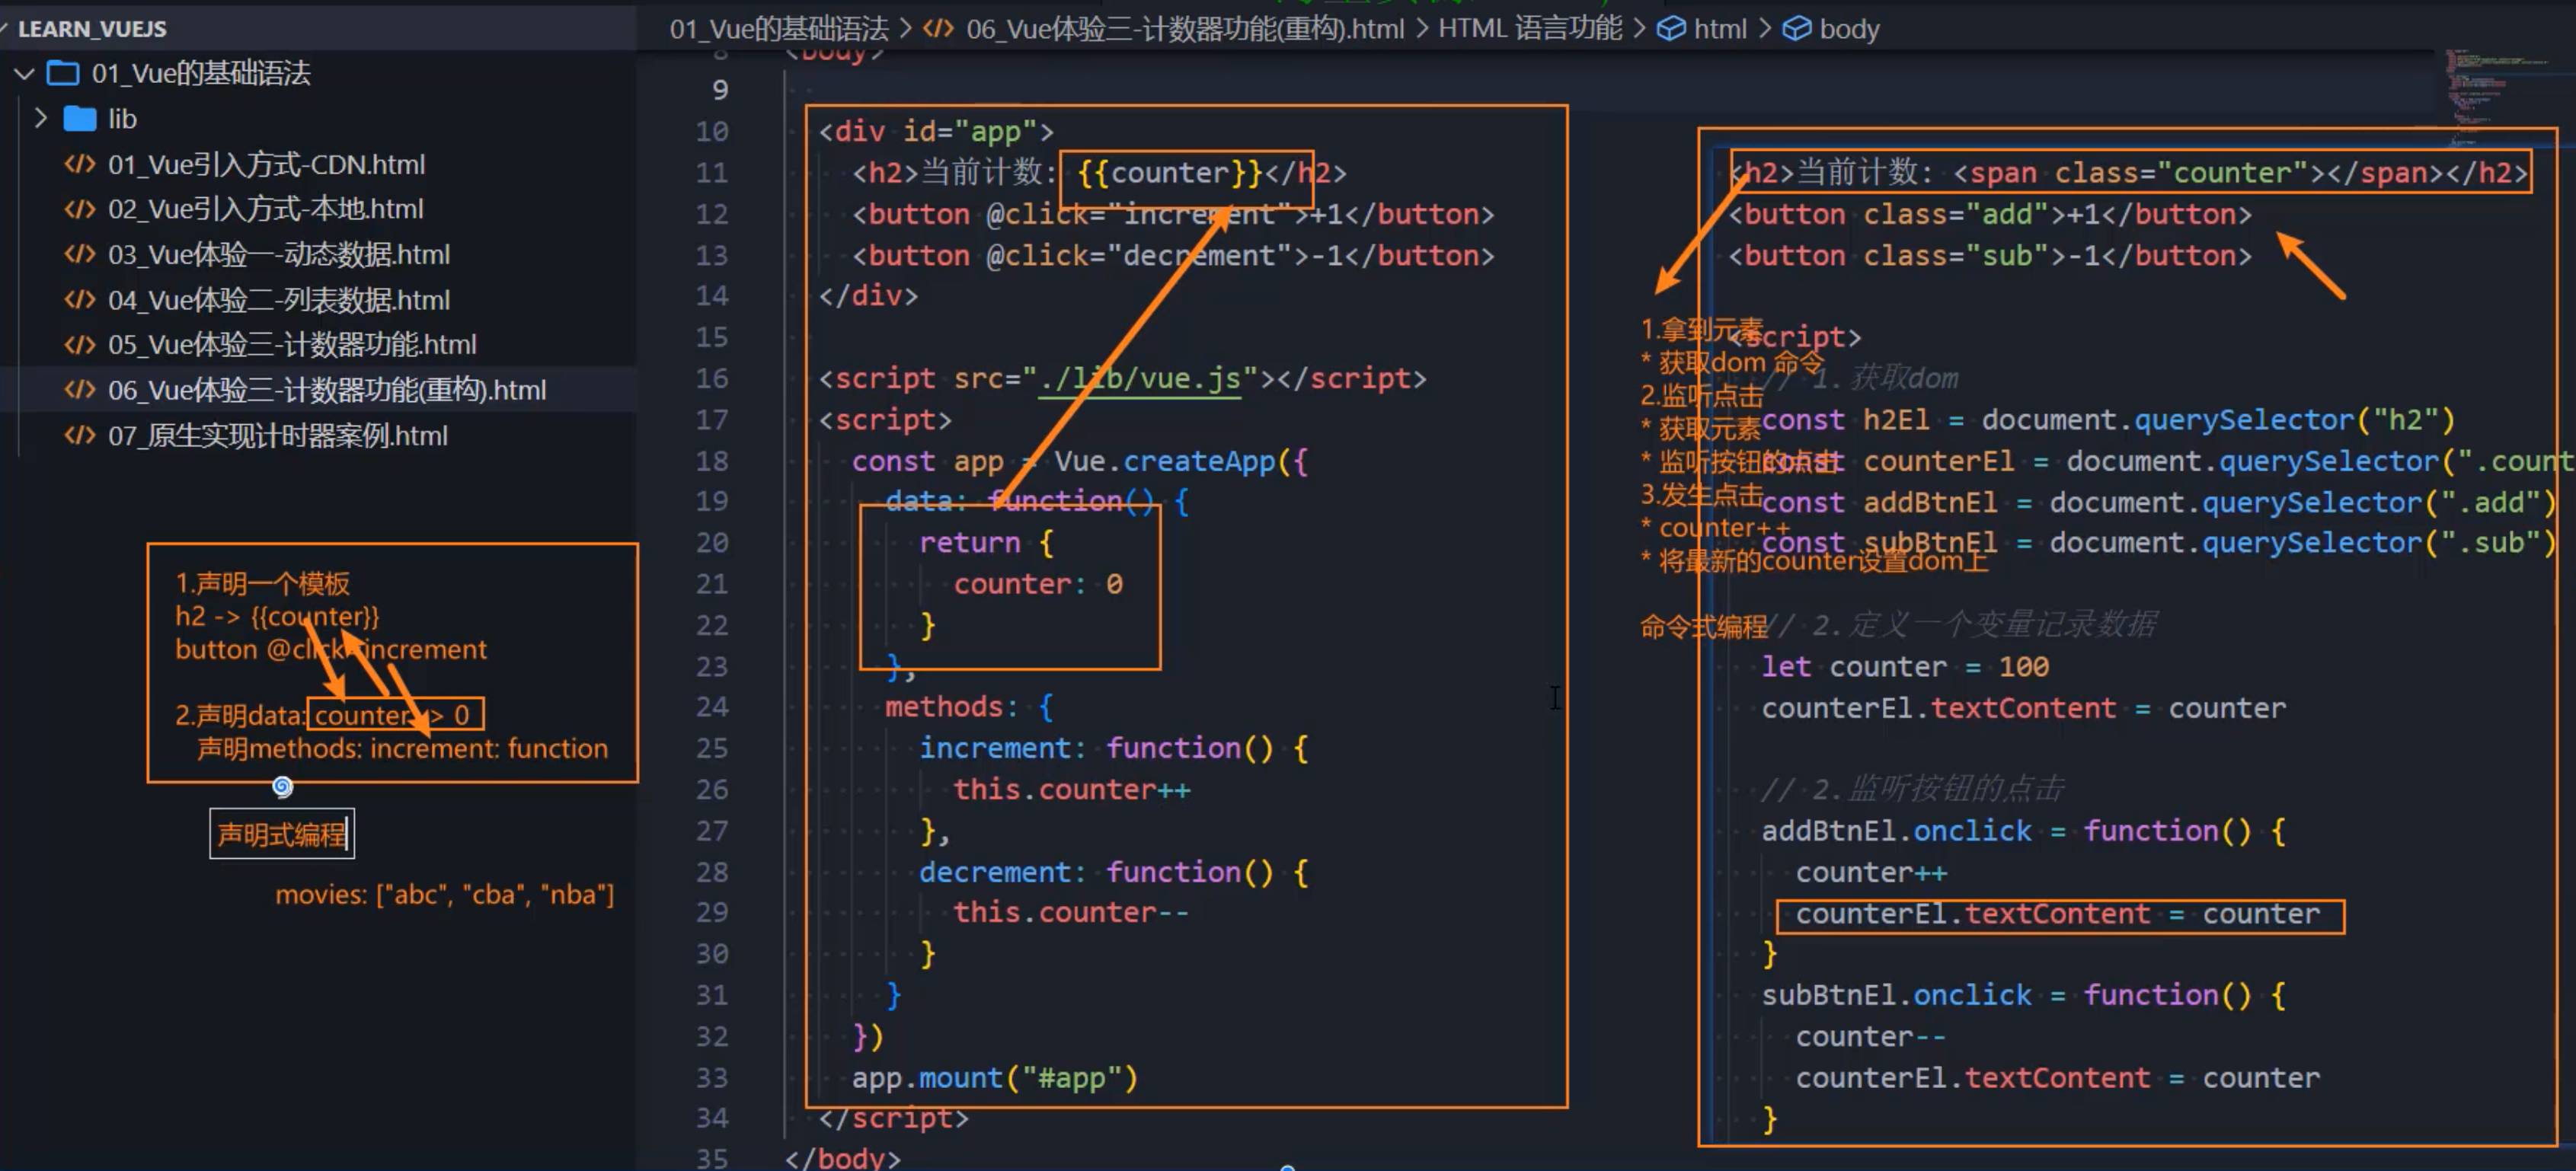 LEARN_VUEJS
01_Vue的基础语法
lib
01_Vue引入方式-CDN.html
02_Vue引入方式-本地.html
03_Vue体验一-动态数据.html
04_Vue体验二-列表数据.html
05_Vue体验三-计数器功能.html
06_Vue体验三-计数器功能(重构).html
07_原生实现计时器案例.html
1.声明一个模板
h2 -> {{counter}}
button @click increment
2.声明data: counter -> 0
声明methods: increment: function
声明式编程
movies: ["abc", "cba", "nba"]
01_Vue的基础语法 > 06_Vue体验三-计数器功能(重构).html > HTML 语言功能 > html > body
8 <body>
9
10 <div id="app">
11 <h2>当前计数: {{counter}}</h2>
12 <button @click="increment">+1</button>
13 <button @click="decrement">-1</button>
14 </div>
15
16 <script src="./lib/vue.js"></script>
17 <script>
18 const app = Vue.createApp({
19 data: function() {
20 return {
21 counter: 0
22 }
23 },
24 methods: {
25 increment: function() {
26 this.counter++
27 },
28 decrement: function() {
29 this.counter--
30 }
31 }
32 })
33 app.mount("#app")
34 </script>
35 </body>
1.拿到元素
* 获取dom 命令
2.监听点击
* 获取元素
* 监听按钮的点击
3.发生点击
* counter++
* 将最新的counter设置dom上
命令式编程
<h2>当前计数: <span class="counter"></span></h2>
<button class="add">+1</button>
<button class="sub">-1</button>
<script>
// 1.获取dom
const h2El = document.querySelector("h2")
const counterEl = document.querySelector(".count
const addBtnEl = document.querySelector(".add")
const subBtnEl = document.querySelector(".sub")
// 2.定义一个变量记录数据
let counter = 100
counterEl.textContent = counter
// 2.监听按钮的点击
addBtnEl.onclick = function() {
counter++
counterEl.textContent = counter
}
subBtnEl.onclick = function() {
counter--
counterEl.textContent = counter
}